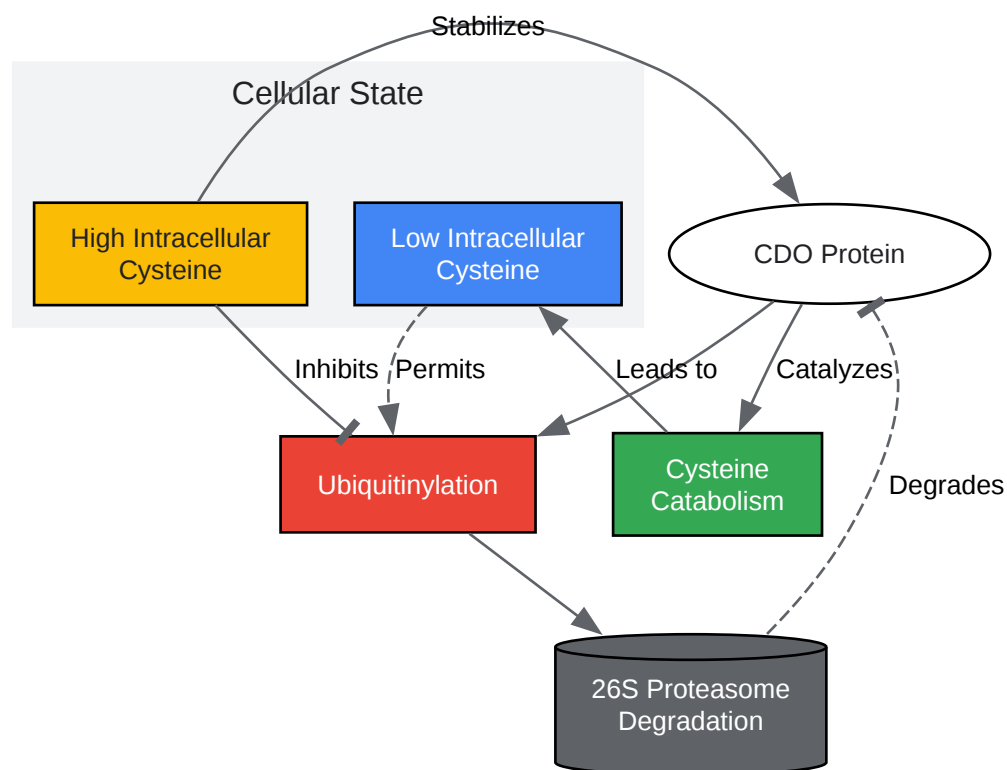 Stabilizes
Cellular State
High Intracellular
Cysteine
Low Intracellular
Cysteine
CDO Protein
Inhibits
Permits
Leads to
Catalyzes
Ubiquitinylation
Cysteine
Catabolism
Degrades
26S Proteasome
Degradation